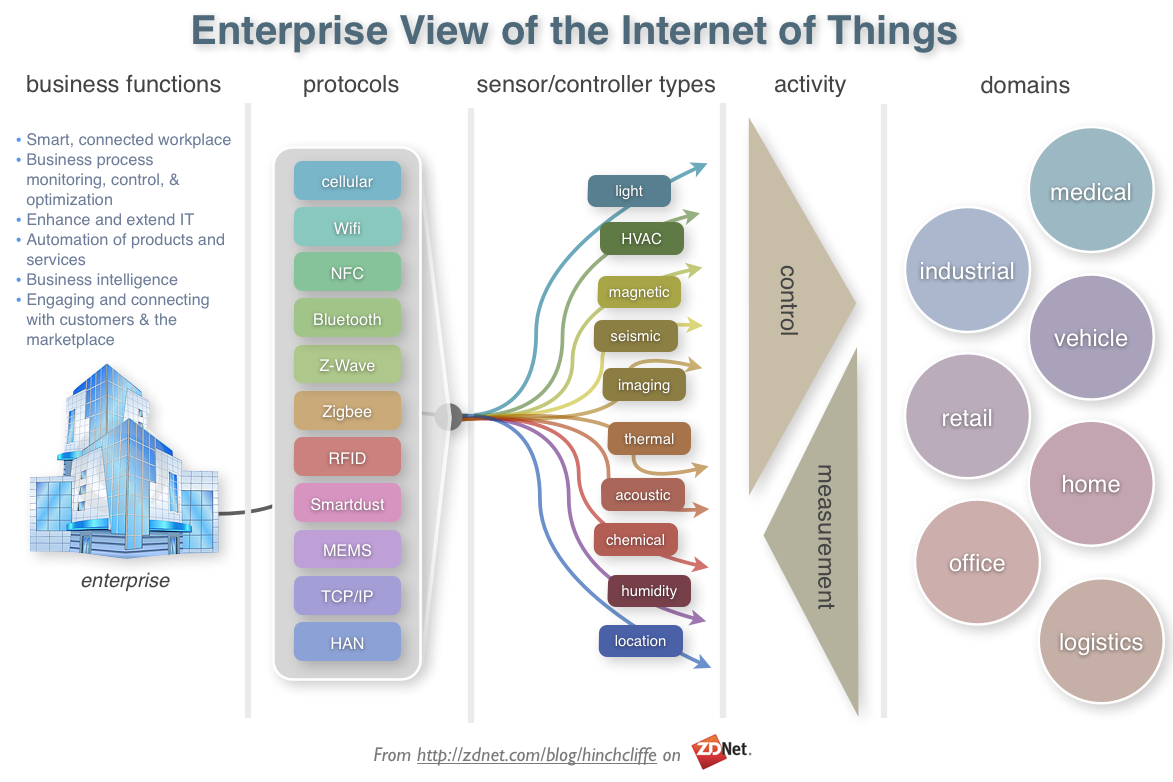 Enterprise View of the Internet of Things
business functions
protocols
sensor/controller types
activity
domains
• Smart, connected workplace
• Business process
monitoring, control, &
optimization
• Enhance and extend IT
• Automation of products and
services
• Business intelligence
• Engaging and connecting
with customers & the
marketplace
enterprise
cellular
Wifi
NFC
Bluetooth
Z-Wave
Zigbee
RFID
Smartdust
MEMS
TCP/IP
HAN
light
HVAC
magnetic
seismic
imaging
thermal
acoustic
chemical
humidity
location
control
measurement
medical
industrial
vehicle
retail
home
office
logistics
From http://zdnet.com/blog/hinchcliffe on
ZDNet.